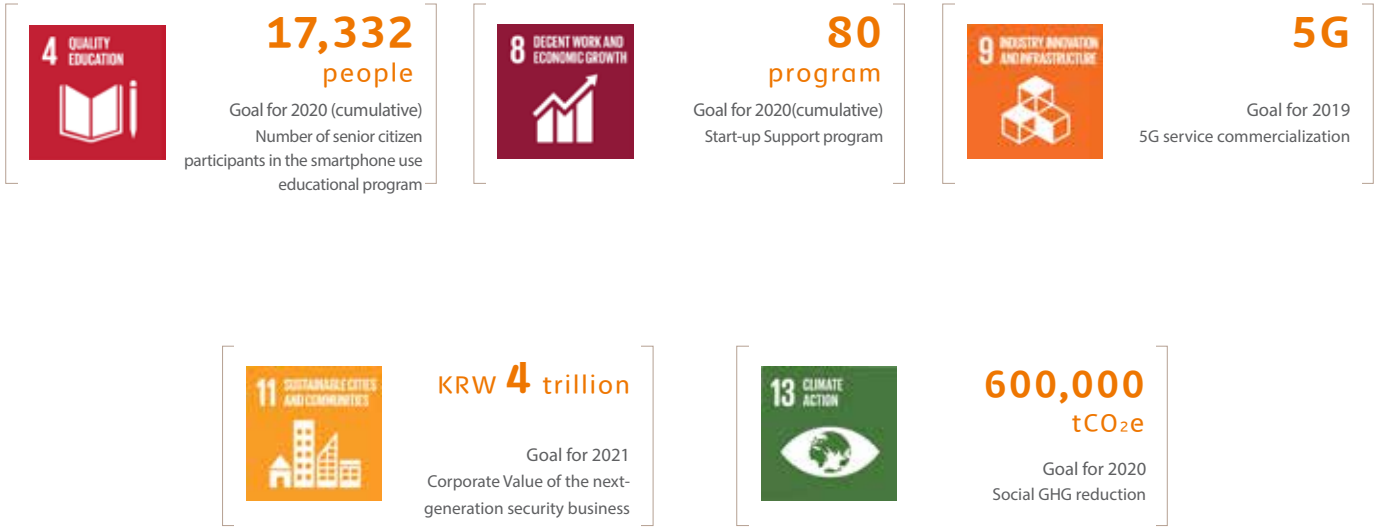 4 QUALITY
EDUCATION
17,332
people
Goal for 2020 (cumulative)
Number of senior citizen
participants in the smartphone use
educational program
8 DECENT WORK AND
ECONOMIC GROWTH
80
program
Goal for 2020(cumulative)
Start-up Support program
9 INDUSTRY, INNOVATION
AND INFRASTRUCTURE
5G
Goal for 2019
5G service commercialization
11 SUSTAINABLE CITIES
AND COMMUNITIES
KRW 4 trillion
Goal for 2021
Corporate Value of the next-
generation security business
13 CLIMATE
ACTION
600,000
tCO₂e
Goal for 2020
Social GHG reduction